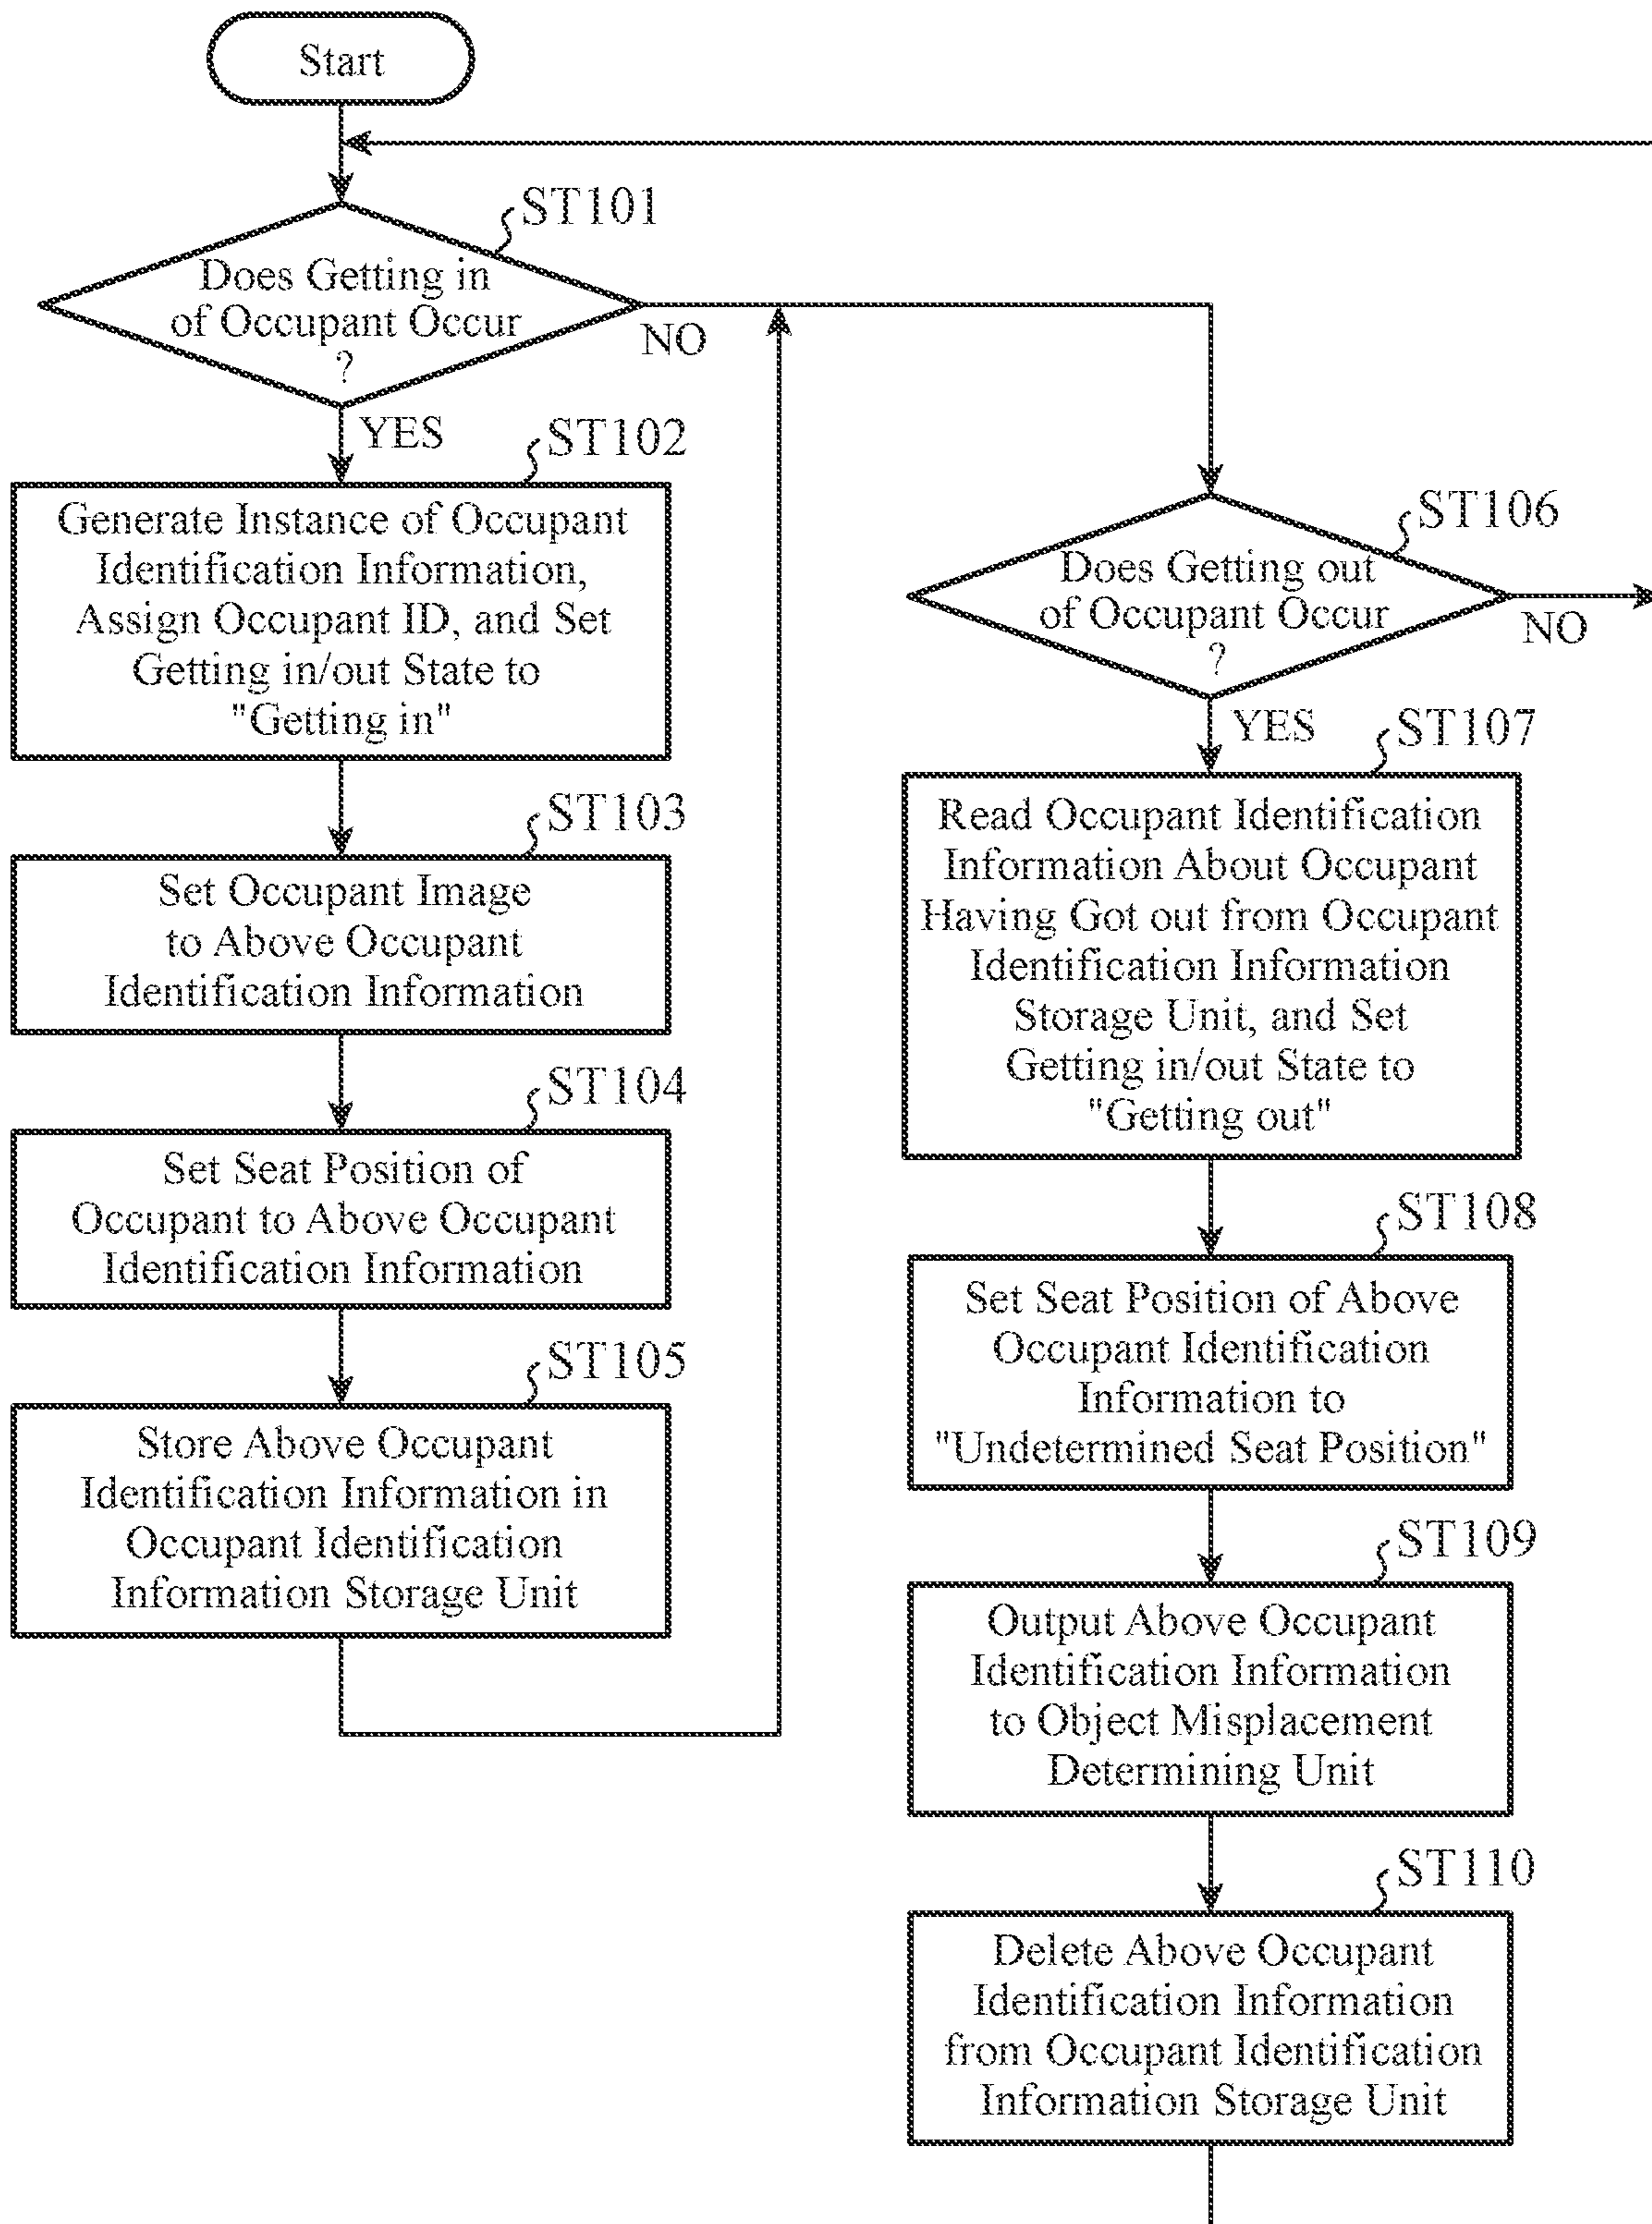 Start
ST101
Does Getting in
of Occupant Occur
?
NO
YES
ST102
Generate Instance of Occupant
Identification Information,
Assign Occupant ID, and Set
Getting in/out State to
"Getting in"
ST103
Set Occupant Image
to Above Occupant
Identification Information
ST104
Set Seat Position of
Occupant to Above Occupant
Identification Information
ST105
Store Above Occupant
Identification Information in
Occupant Identification
Information Storage Unit
ST106
Does Getting out
of Occupant Occur
?
NO
YES
ST107
Read Occupant Identification
Information About Occupant
Having Got out from Occupant
Identification Information
Storage Unit, and Set
Getting in/out State to
"Getting out"
ST108
Set Seat Position of Above
Occupant Identification
Information to
"Undetermined Seat Position"
ST109
Output Above Occupant
Identification Information
to Object Misplacement
Determining Unit
ST110
Delete Above Occupant
Identification Information
from Occupant Identification
Information Storage Unit